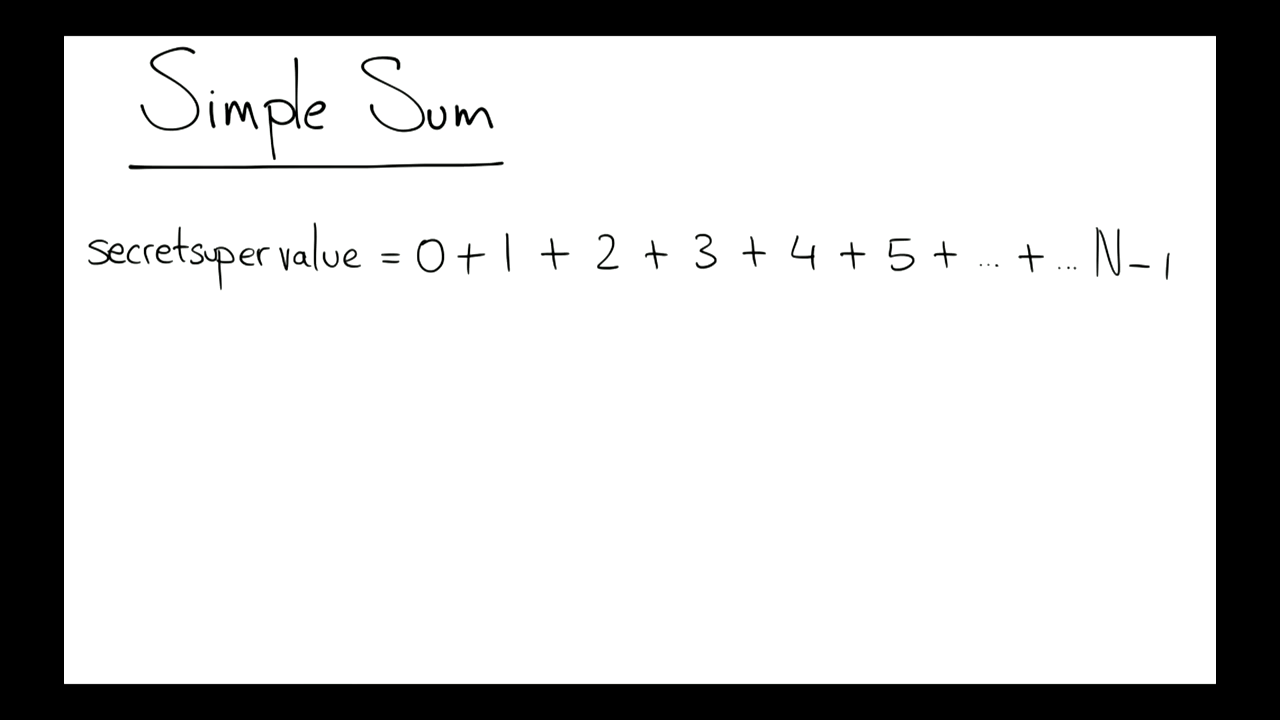 Simple Sum
secretsupervalue = 0 + 1 + 2 + 3 + 4 + 5 + ... + ... N-1